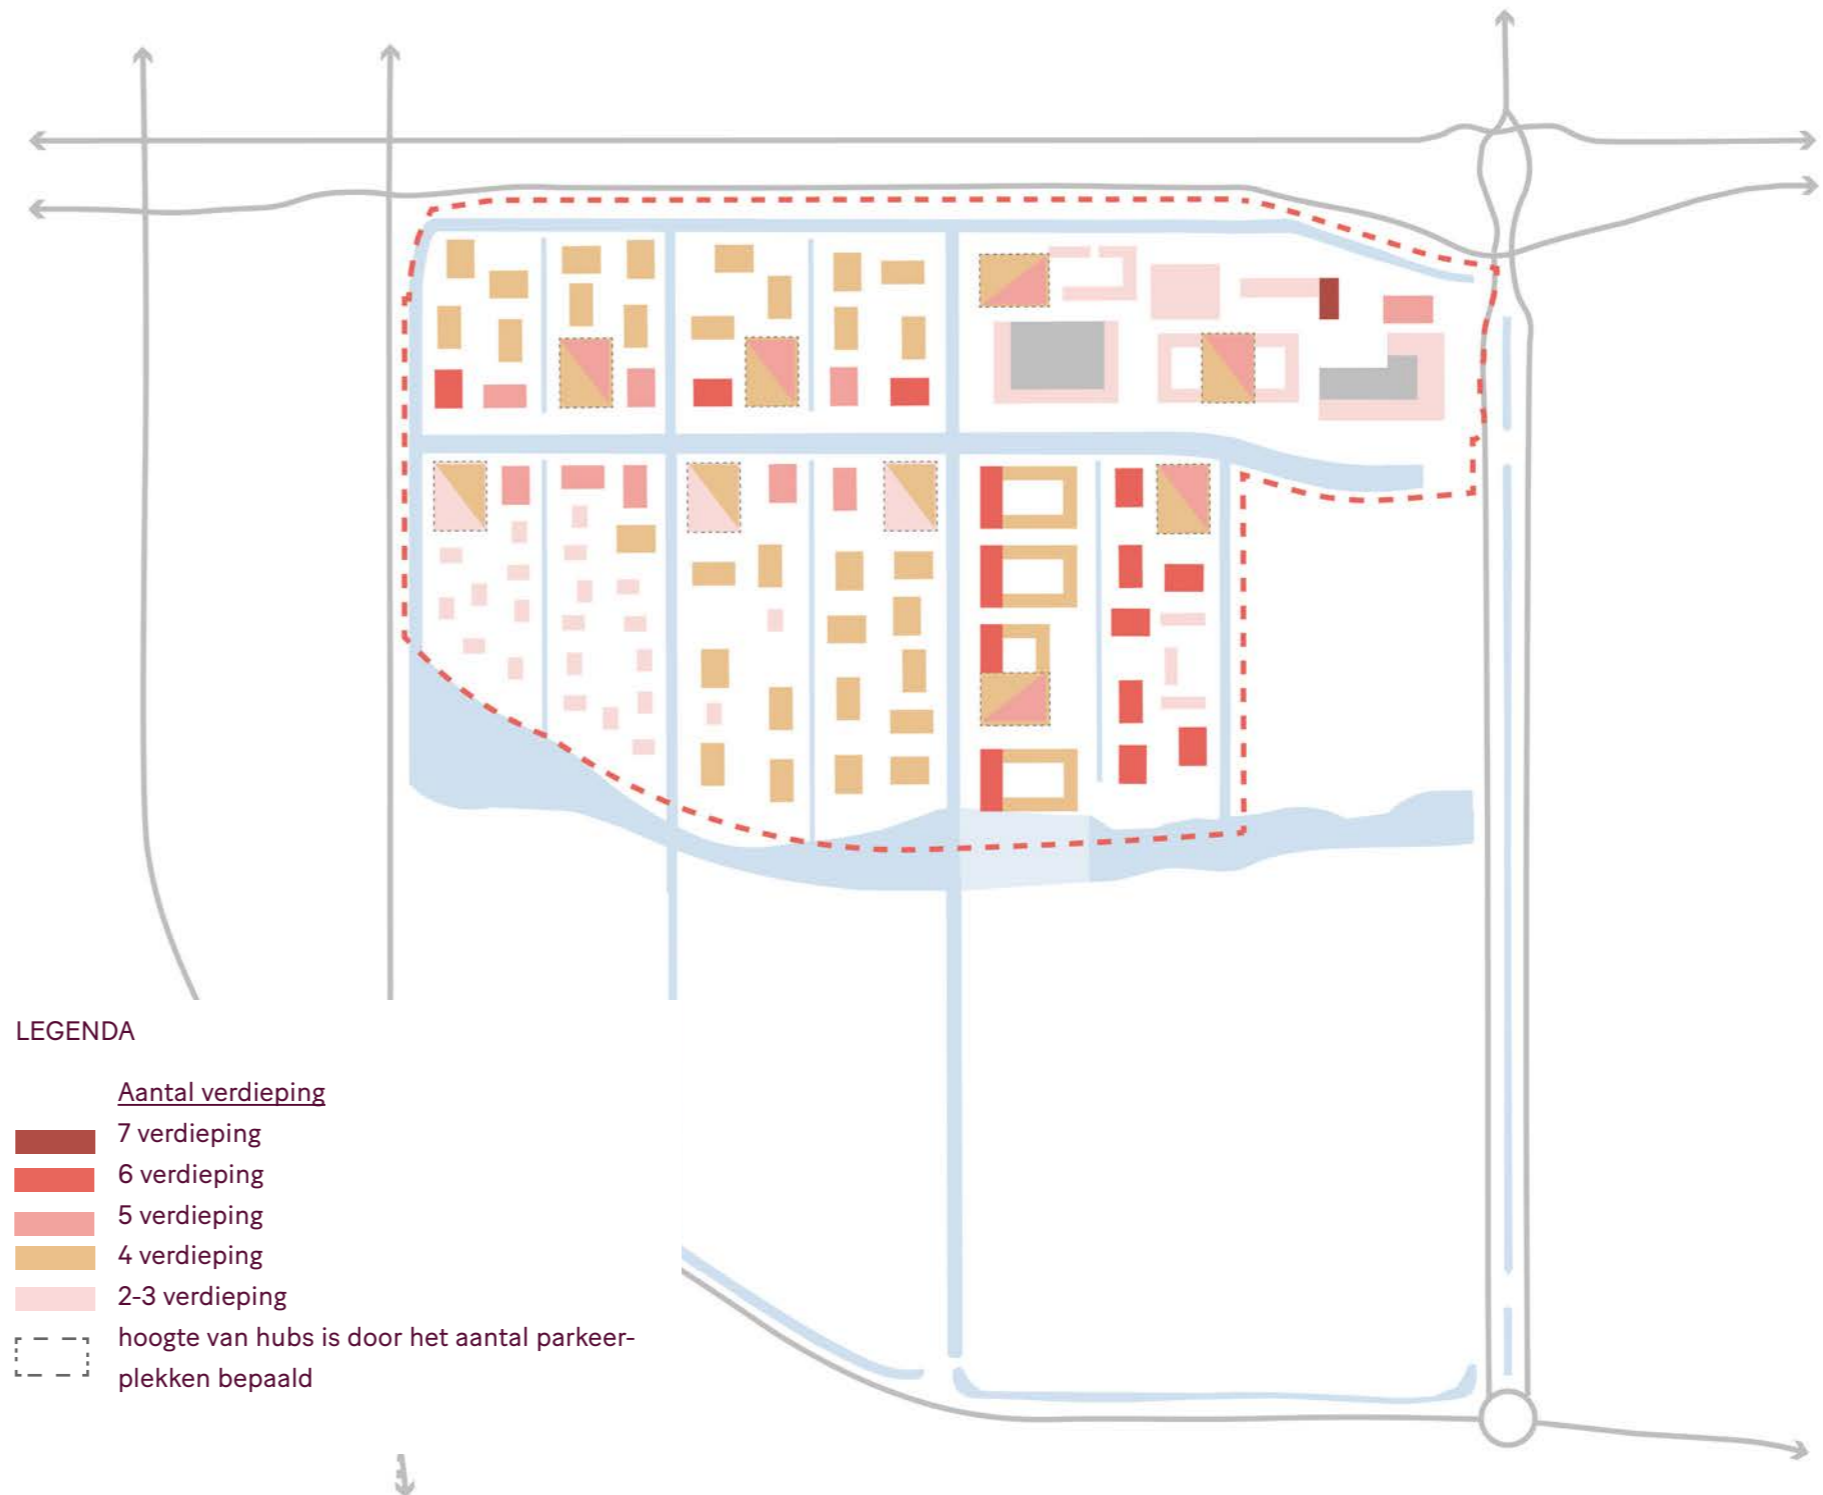 LEGENDA
Aantal verdieping
7 verdieping
6 verdieping
5 verdieping
4 verdieping
2-3 verdieping
hoogte van hubs is door het aantal parkeer-
plekken bepaald